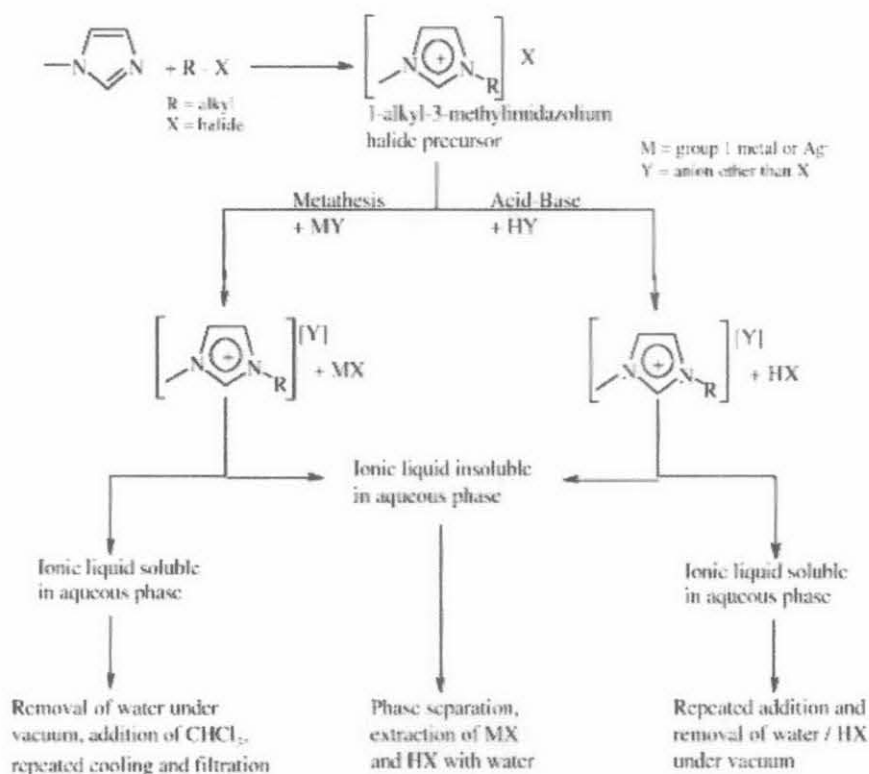 N
N
+ R - X
R = alkyl
X = halide
N
+
N
R
X
1-alkyl-3-methylimidazolium
halide precursor
M = group 1 metal or Ag
Y = anion other than X
Metathesis
+ MY
Acid-Base
+ HY
N
+
N
R
[Y]
+ MX
N
+
N
R
[Y]
+ HX
Ionic liquid insoluble
in aqueous phase
Ionic liquid soluble
in aqueous phase
Ionic liquid soluble
in aqueous phase
Removal of water under
vacuum, addition of
repeated cooling and filtration
Phase separation,
extraction of MX
and HX with water
Repeated addition and
removal of water / HX
under vacuum